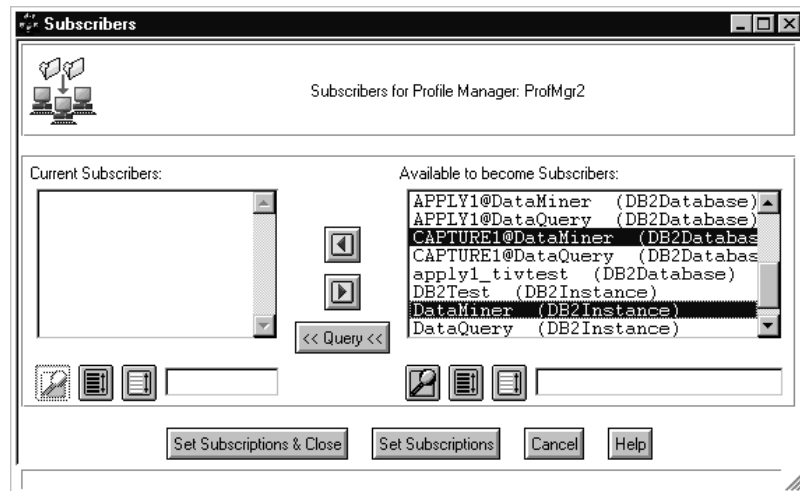 Subscribers
Subscribers for Profile Manager: ProfMgr2
Current Subscribers:
Available to become Subscribers:
APPLY1@DataMiner (DB2Database)
APPLY1@DataQuery (DB2Database)
CAPTURE1@DataMiner (DB2Databas
CAPTURE1@DataQuery (DB2Databas
apply1_tivtest (DB2Database)
DB2Test (DB2Instance)
DataMiner (DB2Instance)
DataQuery (DB2Instance)
<< Query <<
Set Subscriptions & Close
Set Subscriptions
Cancel
Help